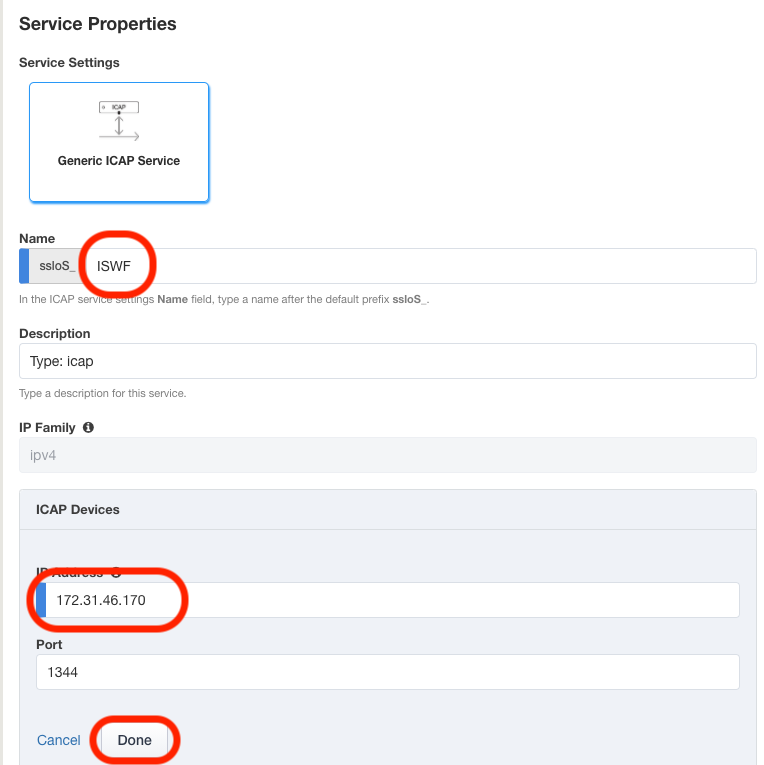 Service Properties
Service Settings
ICAP
Generic ICAP Service
Name
ssloS_ ISWF
In the ICAP service settings Name field, type a name after the default prefix ssloS_.
Description
Type: icap
Type a description for this service.
IP Family
ipv4
ICAP Devices
IP Address
172.31.46.170
Port
1344
Cancel Done